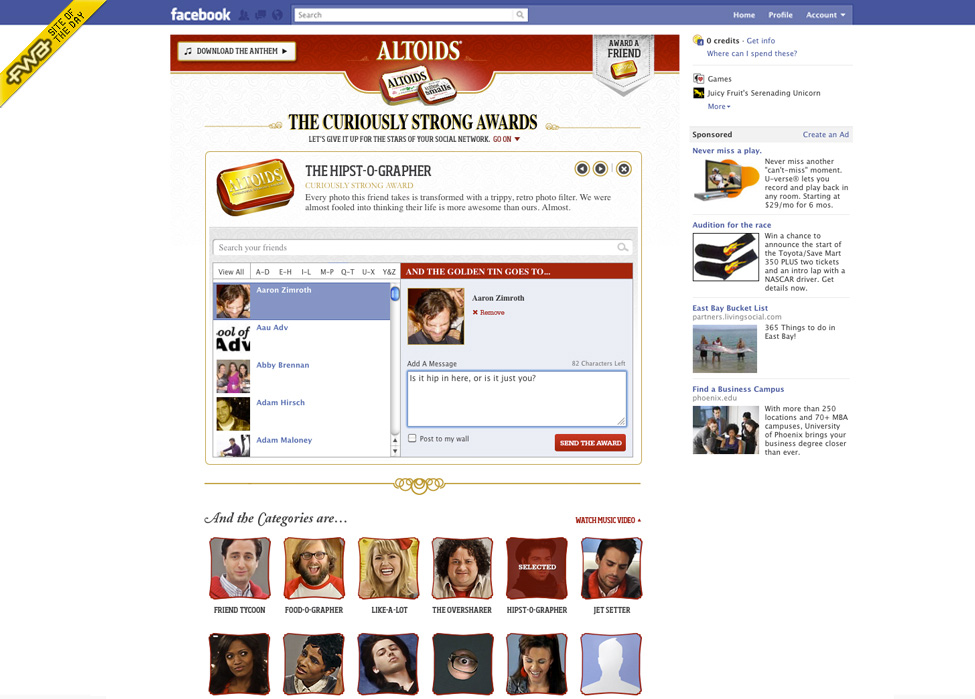 SITE OF
THE DAY
fwa
facebook
Search
Home Profile Account
DOWNLOAD THE ANTHEM
ALTOIDS
AWARD A
FRIEND
ALTOIDS
smalls
THE CURIOUSLY STRONG AWARDS
LET'S GIVE IT UP FOR THE STARS OF YOUR SOCIAL NETWORK. GO ON
ALTOIDS
THE HIPST-O-GRAPHER
CURIOUSLY STRONG AWARD
Every photo this friend takes is transformed with a trippy, retro photo filter. We were
almost fooled into thinking their life is more awesome than ours. Almost.
Search your friends
View All A-D E-H I-L M-P Q-T U-X Y&Z
Aaron Zimroth
ool of
Adv
Aau Adv
Abby Brennan
Adam Hirsch
Adam Maloney
AND THE GOLDEN TIN GOES TO...
Aaron Zimroth
Remove
Add A Message 82 Characters Left
Is it hip in here, or is it just you?
Post to my wall
SEND THE AWARD
And the Categories are...
WATCH MUSIC VIDEO
SELECTED
FRIEND TYCOON FOOD-O-GRAPHER LIKE-A-LOT THE OVERSHARER HIPST-O-GRAPHER JET SETTER
0 credits · Get info
Where can I spend these?
Games
Juicy Fruit's Serenading Unicorn
More
Sponsored Create an Ad
Never miss a play.
Never miss another
"can't-miss" moment.
U-verse® lets you
record and play back in
any room. Starting at
$29/mo for 6 mos.
Audition for the race
Win a chance to
announce the start of
the Toyota/Save Mart
350 PLUS two tickets
and an intro lap with a
NASCAR driver. Get
details now.
East Bay Bucket List
partners.livingsocial.com
365 Things to do in
East Bay!
Find a Business Campus
phoenix.edu
With more than 250
locations and 70+ MBA
campuses, University
of Phoenix brings your
business degree closer
than ever.